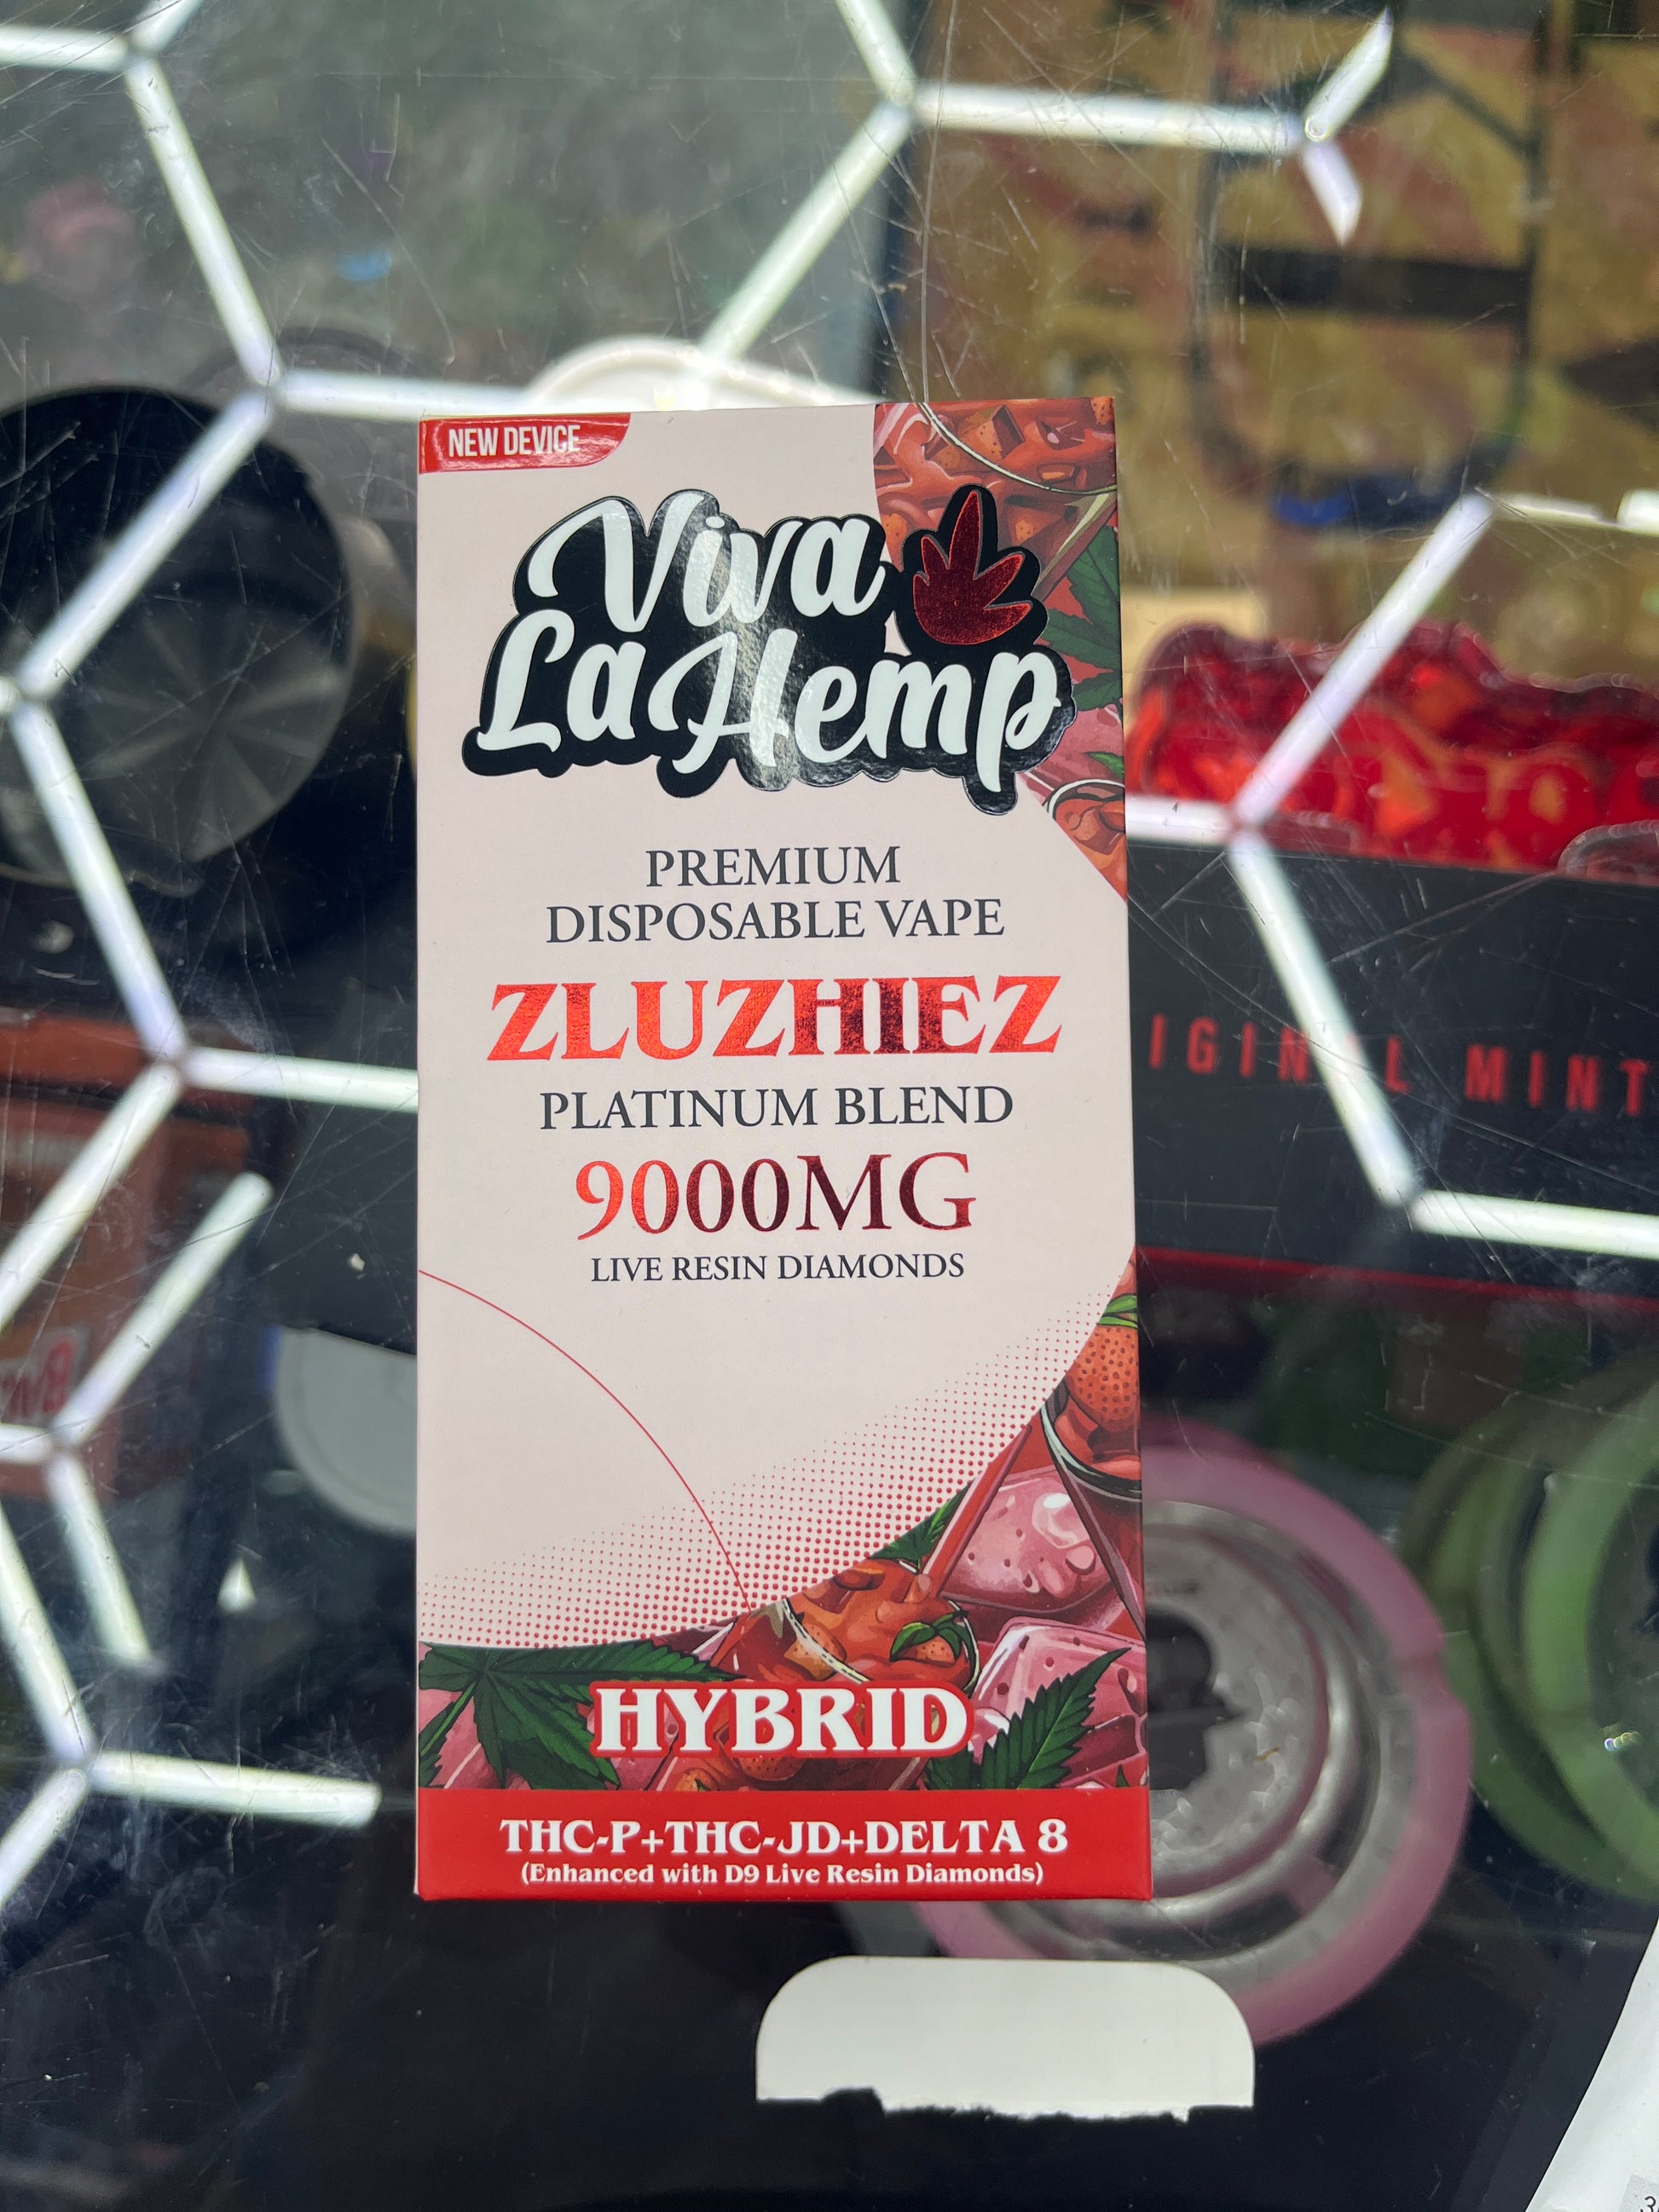 NEW DEVICE
Viva
La Hemp
PREMIUM
DISPOSABLE VAPE
ZLUZHIEZ
PLATINUM BLEND
9000MG
LIVE RESIN DIAMONDS
HYBRID
THC-P+THC-JD+DELTA 8
(Enhanced with D9 Live Resin Diamonds)
MINT